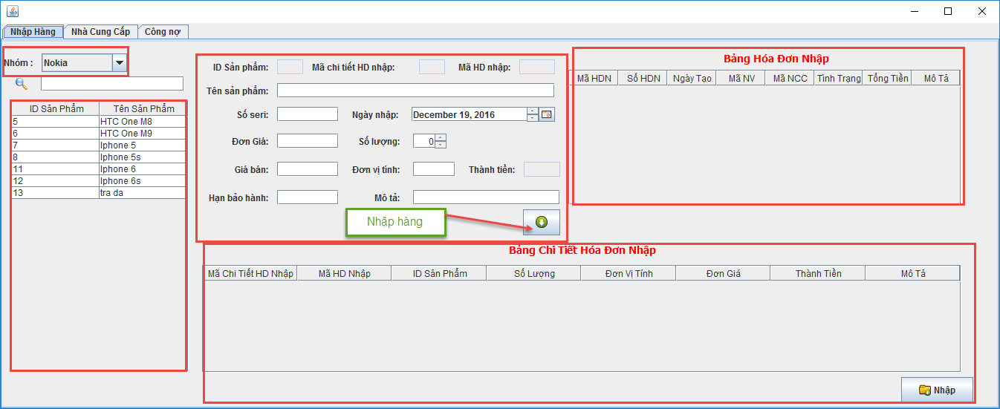 Nhập Hàng Nhà Cung Cấp Công nợ
Nhóm : Nokia
ID Sản Phẩm Tên Sản Phẩm
5 HTC One M8
6 HTC One M9
7 Iphone 5
8 Iphone 5s
11 Iphone 6
12 Iphone 6s
13 tra da
ID Sản phẩm: Mã chi tiết HD nhập: Mã HD nhập:
Tên sản phẩm:
Số seri: Ngày nhập: December 19, 2016
Đơn Giá: Số lượng: 0
Giá bán: Đơn vị tính: Thành tiền:
Hạn bảo hành: Mô tả:
Nhập hàng
Bảng Hóa Đơn Nhập
Mã HDN Số HDN Ngày Tạo Mã NV Mã NCC Tình Trạng Tổng Tiền Mô Tả
Bảng Chi Tiết Hóa Đơn Nhập
Mã Chi Tiết HD Nhập Mã HD Nhập ID Sản Phẩm Số Lượng Đơn Vị Tính Đơn Giá Thành Tiền Mô Tả
Nhập